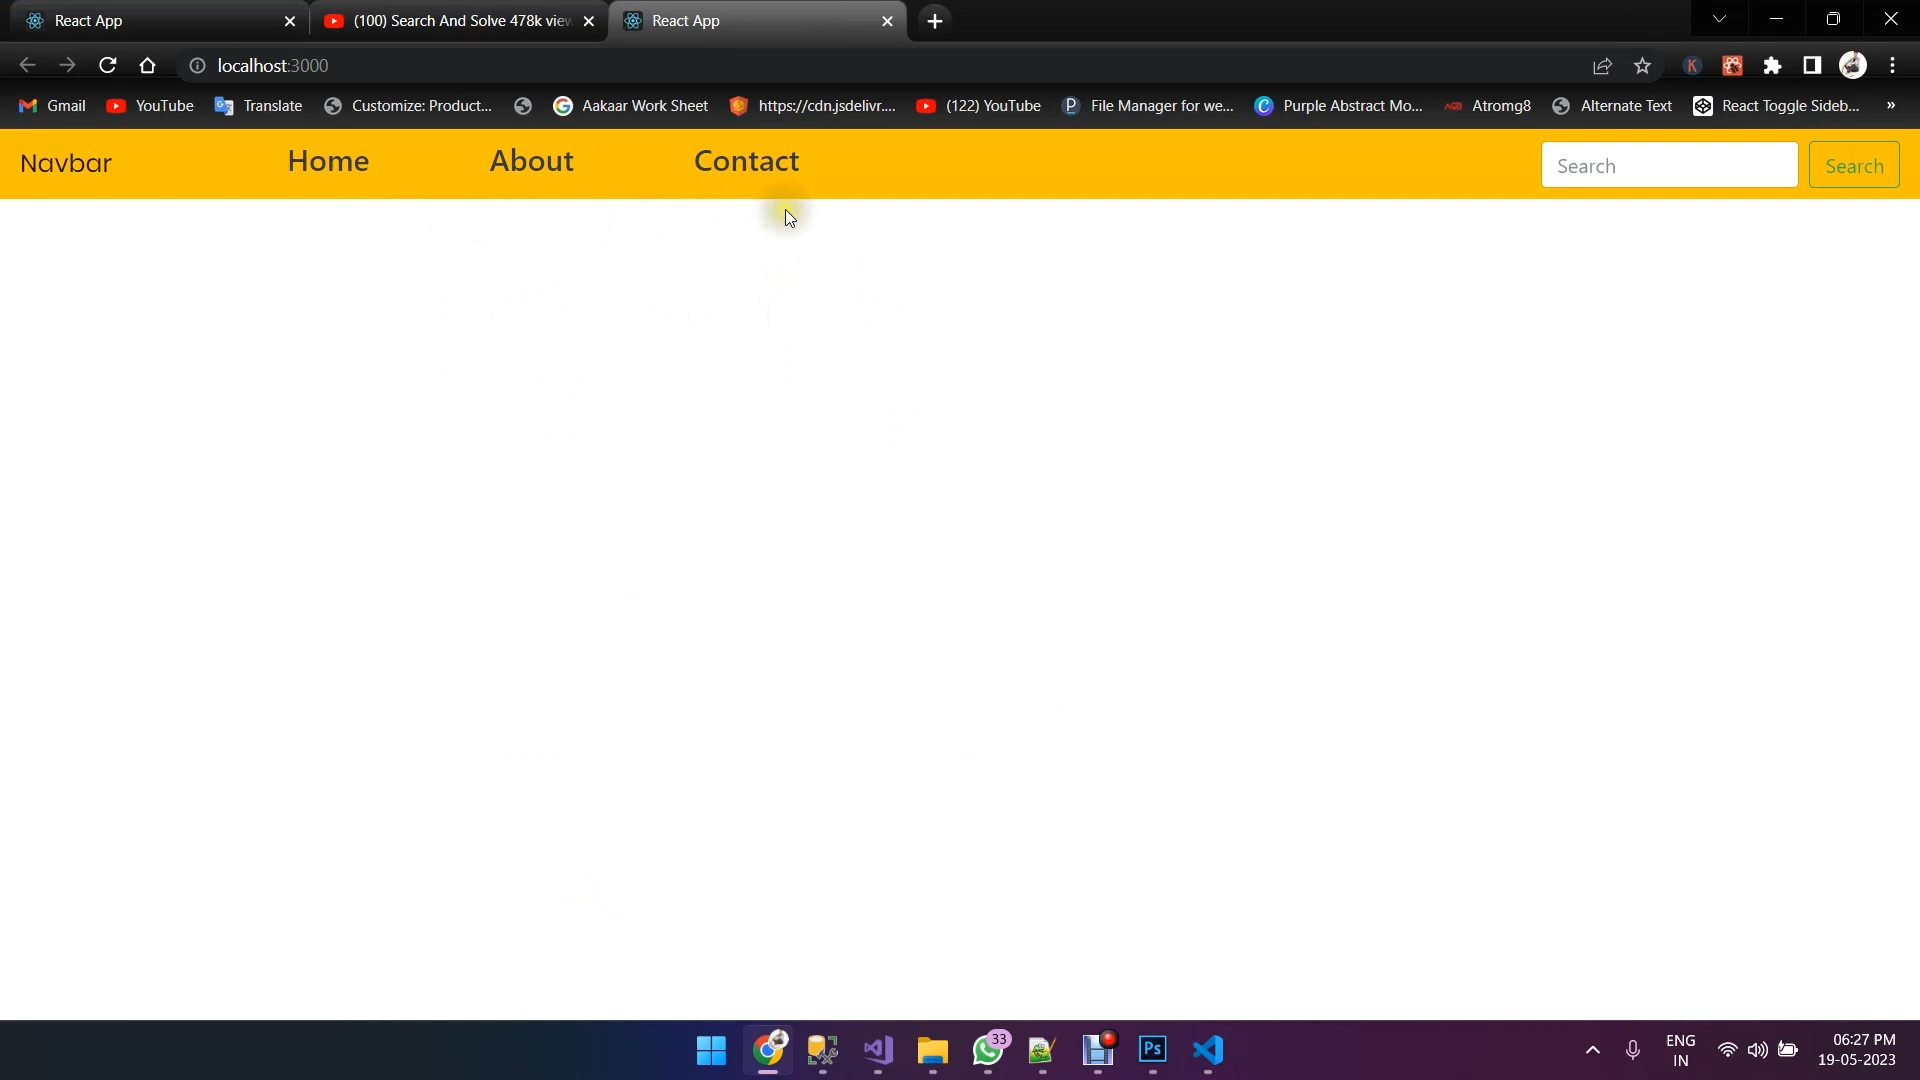 React App
(100) Search And Solve 478k view
React App
localhost:3000
Gmail
YouTube
Translate
Customize: Product...
Aakaar Work Sheet
https://cdn.jsdelivr....
(122) YouTube
File Manager for we...
Purple Abstract Mo...
Atromg8
Alternate Text
React Toggle Sideb...
»
Navbar
Home
About
Contact
Search
Search
33
Ps
ENG
IN
06:27 PM
19-05-2023